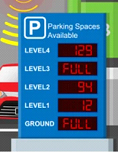 P Parking Spaces
Available
LEVEL4 129
LEVEL3 FULL
LEVEL2 94
LEVEL1 12
GROUND FULL